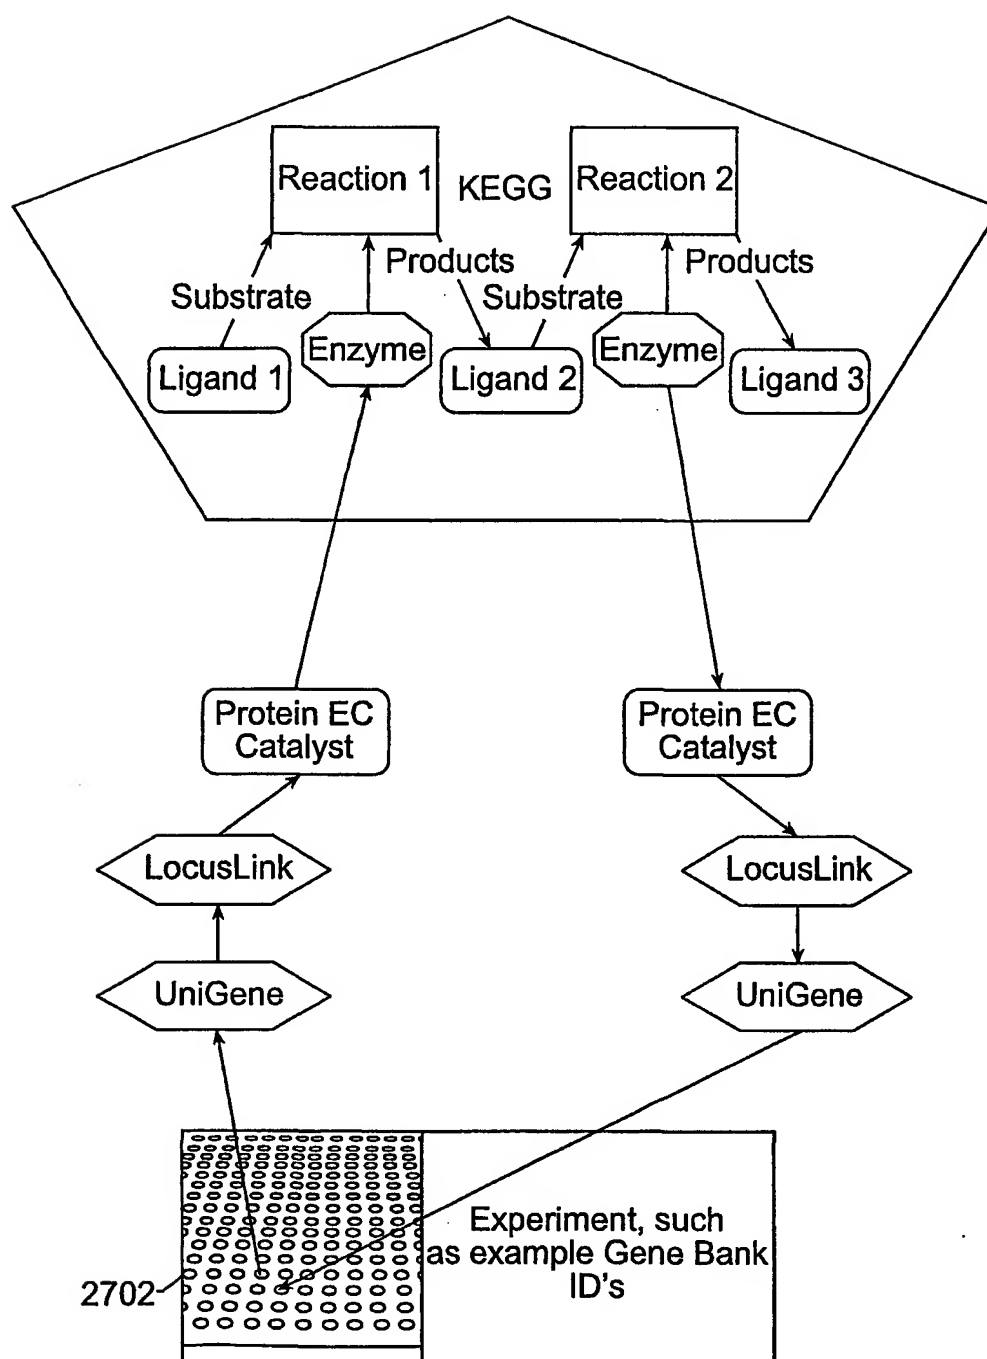 Reaction 1
KEGG
Reaction 2
Products
Products
Substrate
Substrate
Enzyme
Enzyme
Ligand 1
Ligand 2
Ligand 3
Protein EC
Catalyst
Protein EC
Catalyst
LocusLink
LocusLink
UniGene
UniGene
Experiment, such
as example Gene Bank
ID's
2702